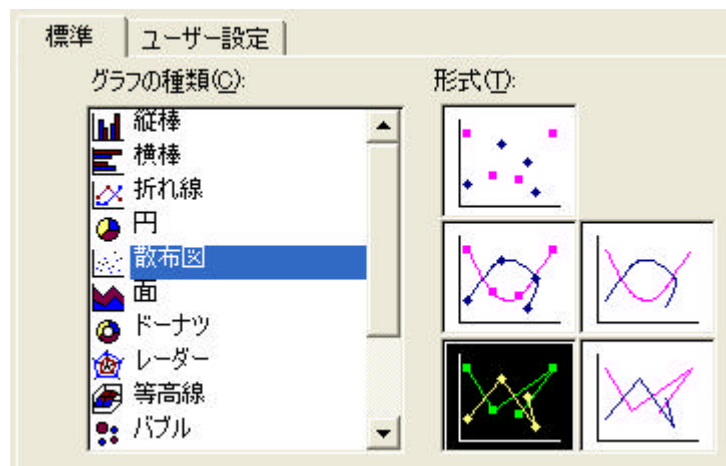 標準 ユーザー設定
グラフの種類(C): 形式(T):
縦棒
横棒
折れ線
円
散布図
面
ドーナツ
レーダー
等高線
バブル